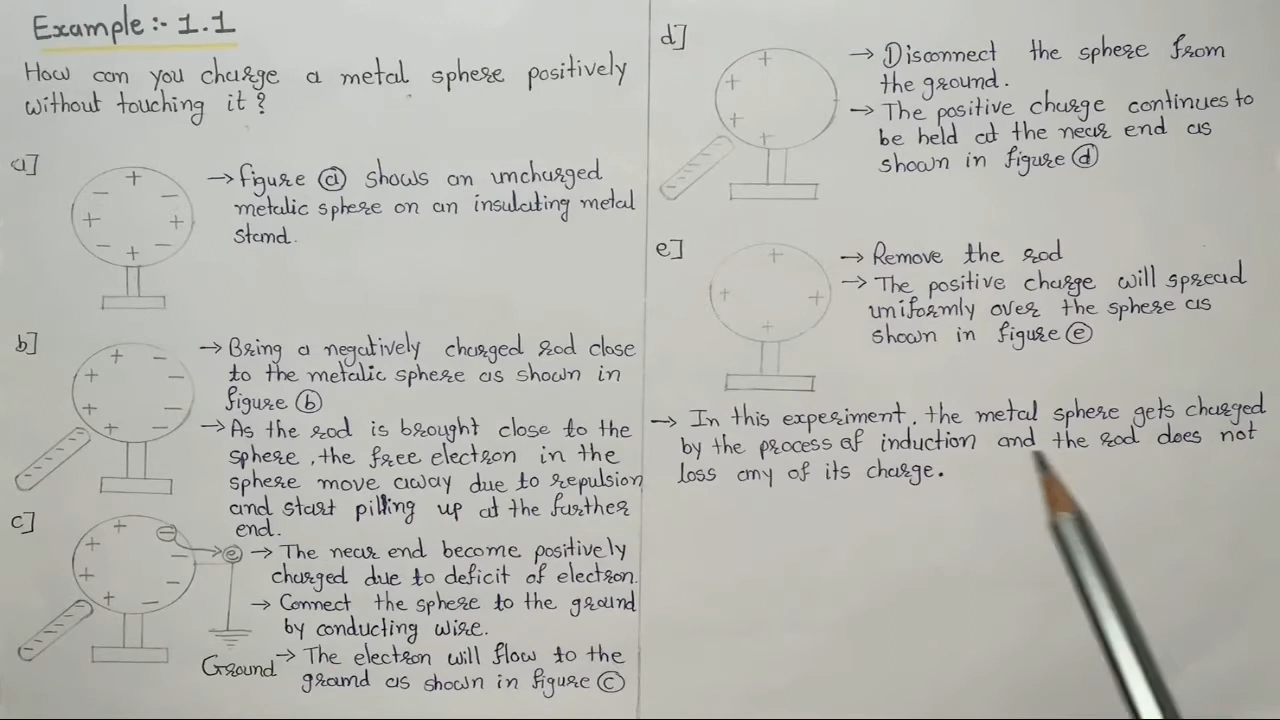 Example :- 1.1
How can you charge a metal sphere positively
without touching it ?
a]
→ figure ⓐ shows an uncharged
metalic sphere on an insulating metal
stand.
b]
→ Bring a negatively charged rod close
to the metalic sphere as shown in
figure ⓑ
→ As the rod is brought close to the
sphere, the free electron in the
sphere move away due to repulsion
and start pilling up at the further
end.
c]
e
→ The near end become positively
charged due to deficit of electron.
→ Connect the sphere to the ground
by conducting wire.
Ground
→ The electron will flow to the
ground as shown in figure ⓒ
d]
→ Disconnect the sphere from
the ground.
→ The positive charge continues to
be held at the near end as
shown in figure ⓓ
e]
→ Remove the rod
→ The positive charge will spread
uniformly over the sphere as
shown in figure ⓔ
→ In this experiment, the metal sphere gets charged
by the process of induction and the rod does not
loss any of its charge.